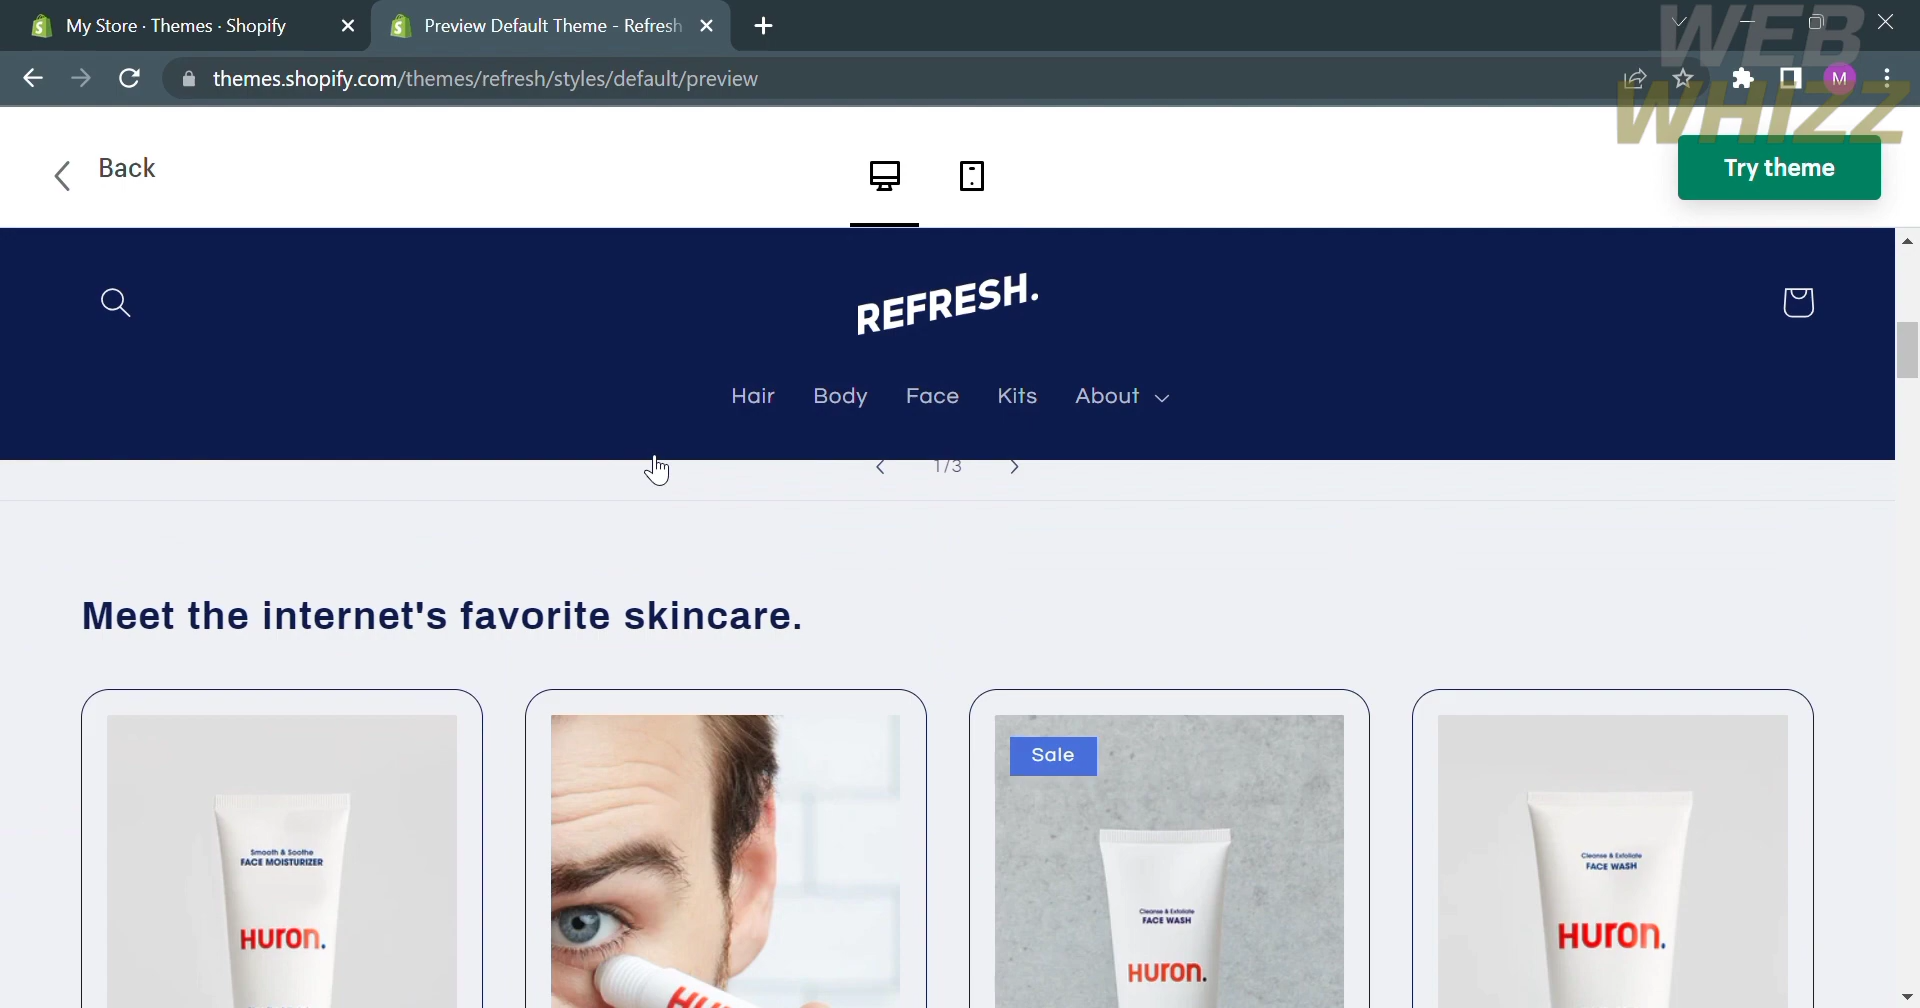 My Store · Themes · Shopify
Preview Default Theme - Refresh
themes.shopify.com/themes/refresh/styles/default/preview
M
WEB
WHIZZ
Back
Try theme
REFRESH.
Hair Body Face Kits About
1/3
Meet the internet's favorite skincare.
Sale
Smooth & Soothe
FACE MOISTURIZER
HURON.
Cleanse & Exfoliate
FACE WASH
HURON.
Cleanse & Exfoliate
FACE WASH
HURON.